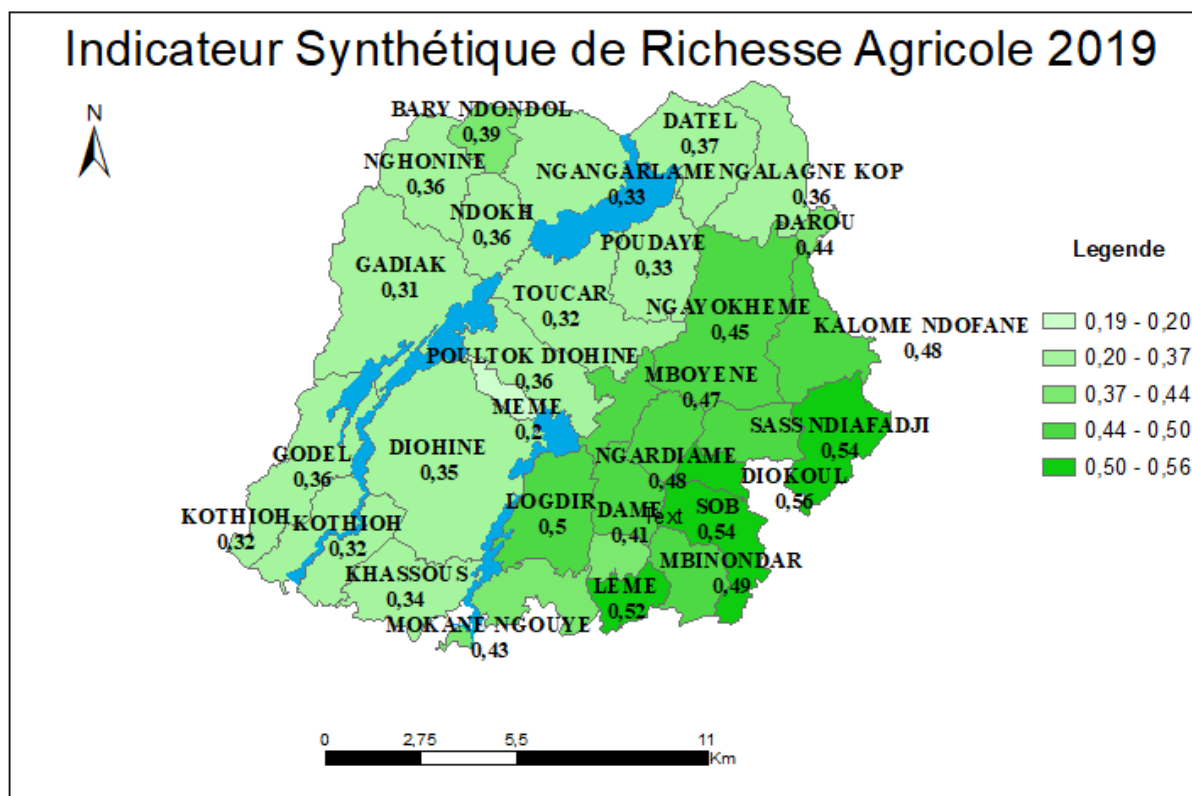 Indicateur Synthétique de Richesse Agricole 2019
N
BARY NDONDOL
0,39
DATEL
0,37
NGHONINE
0,36
NGANGARLAME
0,33
NGALAGNE KOP
0,36
NDOKH
0,36
DAROU
0,44
POUDAYE
0,33
GADIAK
0,31
TOUCAR
0,32
NGAYOKHEME
0,45
KALOME NDOFANE
0,48
POULTOK DIOHINE
0,36
MBOYENE
0,47
MEME
0,2
SASS NDIAFADJI
0,54
DIOHINE
0,35
GODEL
0,36
NGARDIAME
0,48
DIOKOUL
0,56
LOGDIR
0,5
DAME
0,41
Text
SOB
0,54
KOTHIOH
0,32
KOTHIOH
0,32
MBINONDAR
0,49
KHASSOUS
0,34
LEME
0,52
MOKANE NGOUYE
0,43
Legende
0,19 - 0,20
0,20 - 0,37
0,37 - 0,44
0,44 - 0,50
0,50 - 0,56
0 2,75 5,5 11
Km